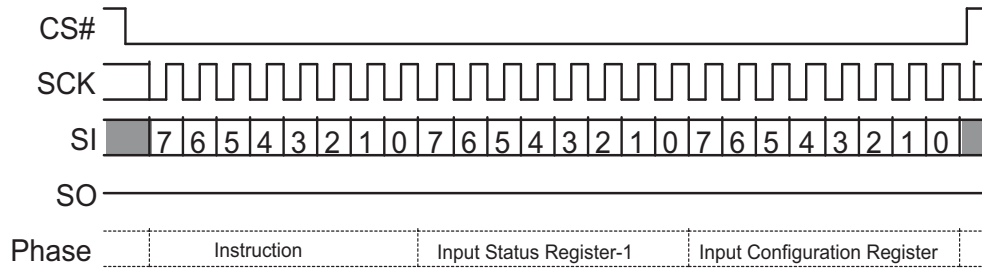 CS#
SCK
SI 7 6 5 4 3 2 1 0 7 6 5 4 3 2 1 0 7 6 5 4 3 2 1 0
SO
Phase Instruction Input Status Register-1 Input Configuration Register